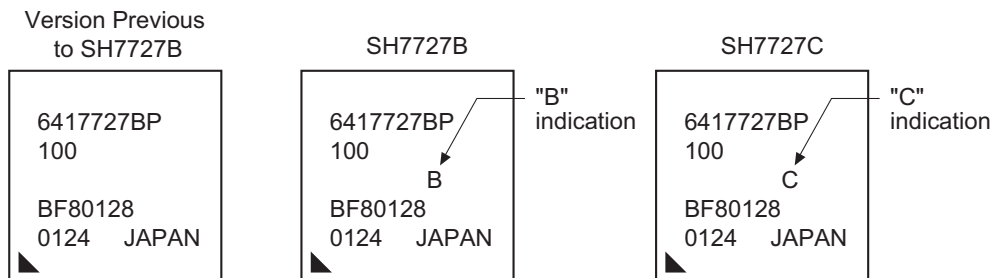 Version Previous
to SH7727B
6417727BP
100
BF80128
0124 JAPAN
SH7727B
6417727BP
100
B
BF80128
0124 JAPAN
"B"
indication
SH7727C
6417727BP
100
C
BF80128
0124 JAPAN
"C"
indication